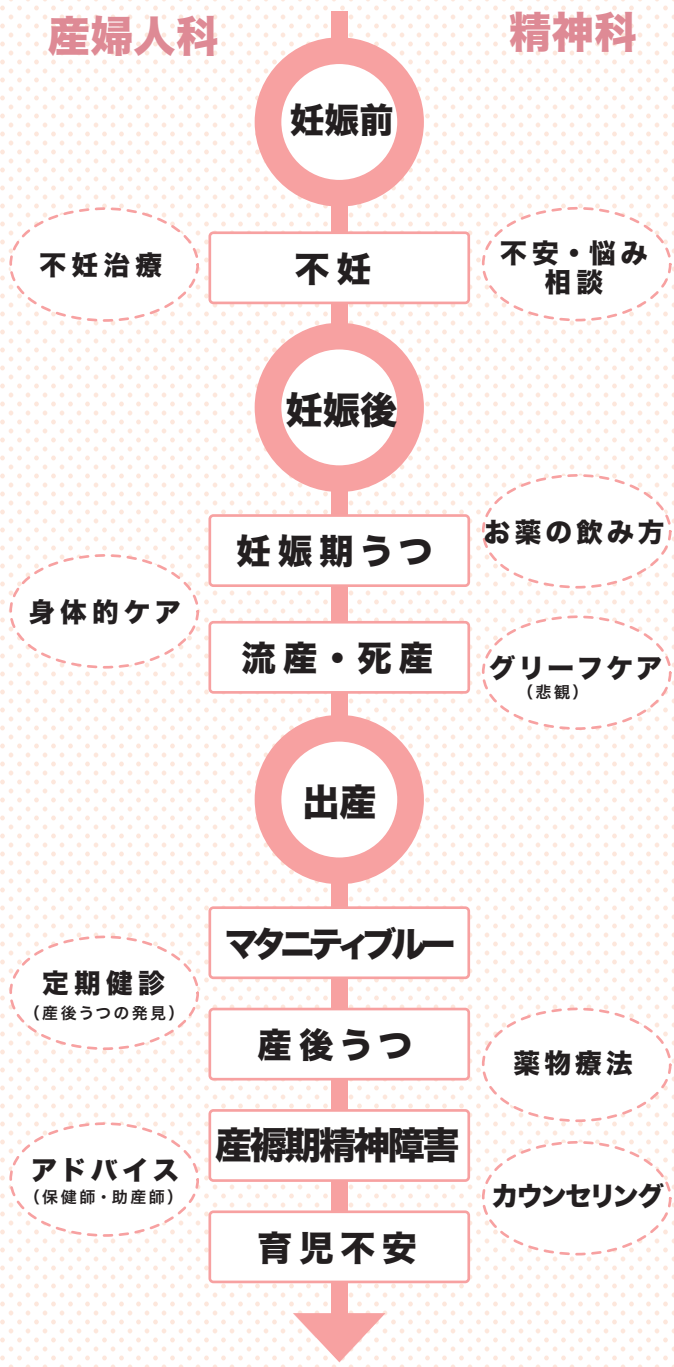 産婦人科
精神科
妊娠前
不妊治療
不妊
不安・悩み
相談
妊娠後
妊娠期うつ
お薬の飲み方
身体的ケア
流産・死産
グリーフケア
（悲観）
出産
マタニティブルー
定期健診
（産後うつの発見）
産後うつ
薬物療法
産褥期精神障害
アドバイス
（保健師・助産師）
カウンセリング
育児不安